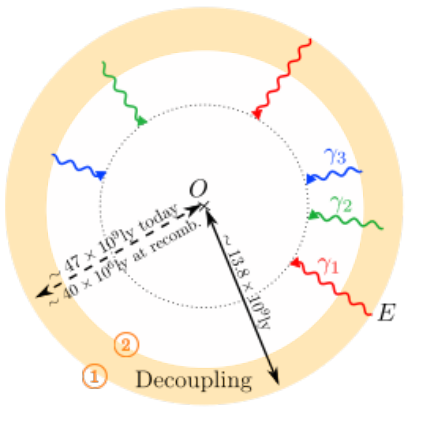 γ₃
γ₂
O
~ 47 × 10⁹ly today
~ 40 × 10⁶ly at recomb.
~ 13.8 × 10⁹ly
γ₁
E
②
①
Decoupling